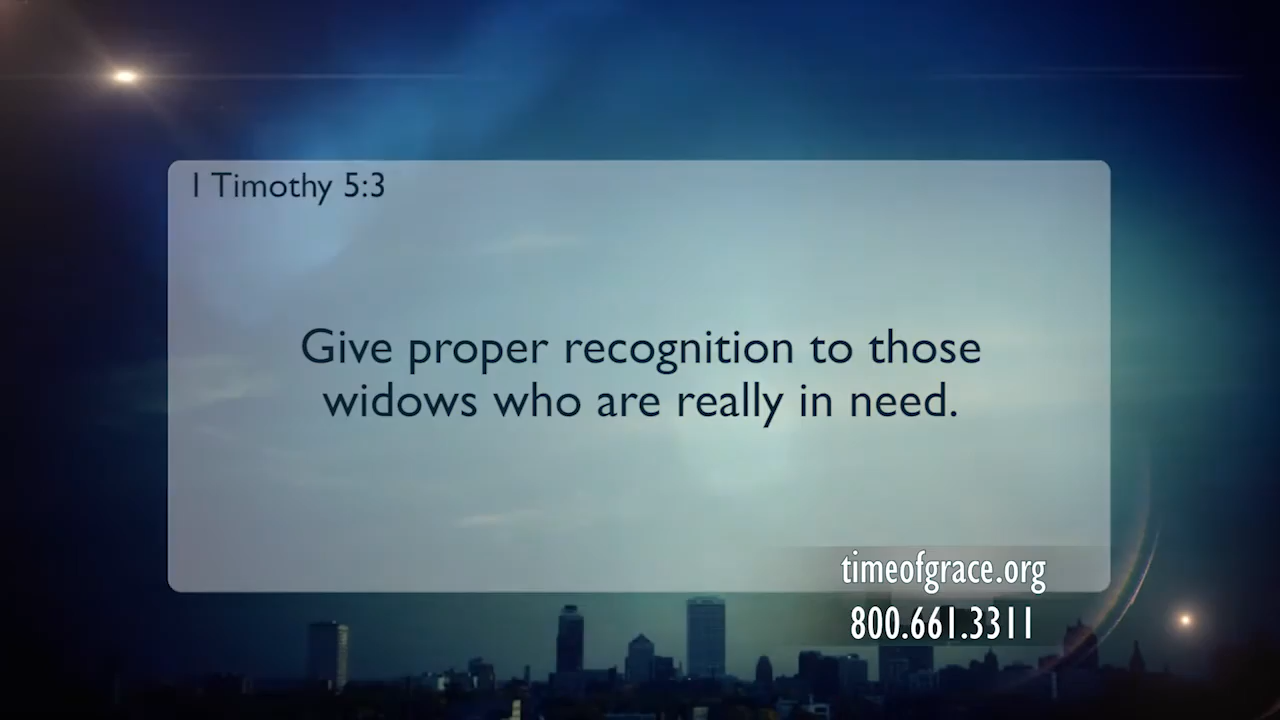 1 Timothy 5:3
Give proper recognition to those
widows who are really in need.
timeofgrace.org
800.661.3311